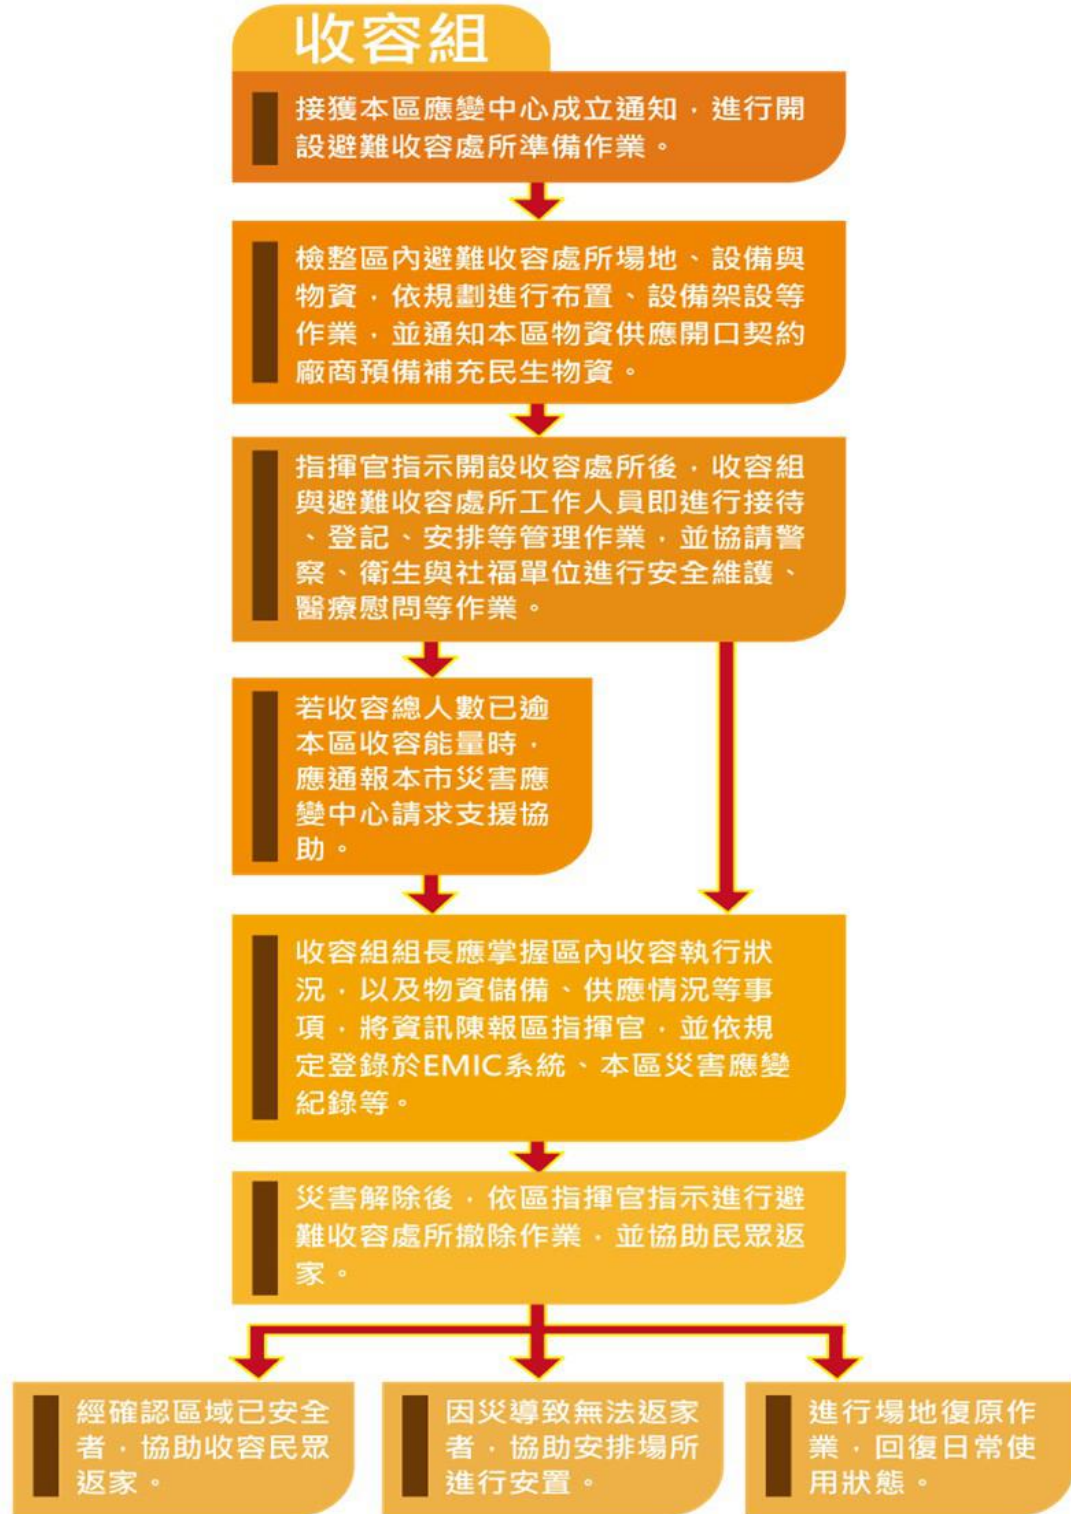 收容組
接獲本區應變中心成立通知，進行開
設避難收容處所準備作業。
檢整區內避難收容處所場地、設備與
物資，依規劃進行布置、設備架設等
作業，並通知本區物資供應開口契約
廠商預備補充民生物資。
指揮官指示開設收容處所後，收容組
與避難收容處所工作人員即進行接待
、登記、安排等管理作業，並協請警
察、衛生與社福單位進行安全維護、
醫療慰問等作業。
若收容總人數已逾
本區收容能量時，
應通報本市災害應
變中心請求支援協
助。
收容組組長應掌握區內收容執行狀
況，以及物資儲備、供應情況等事
項，將資訊陳報區指揮官，並依規
定登錄於EMIC系統、本區災害應變
紀錄等。
災害解除後，依區指揮官指示進行避
難收容處所撤除作業，並協助民眾返
家。
經確認區域已安全
者，協助收容民眾
返家。
因災導致無法返家
者，協助安排場所
進行安置。
進行場地復原作
業，回復日常使
用狀態。